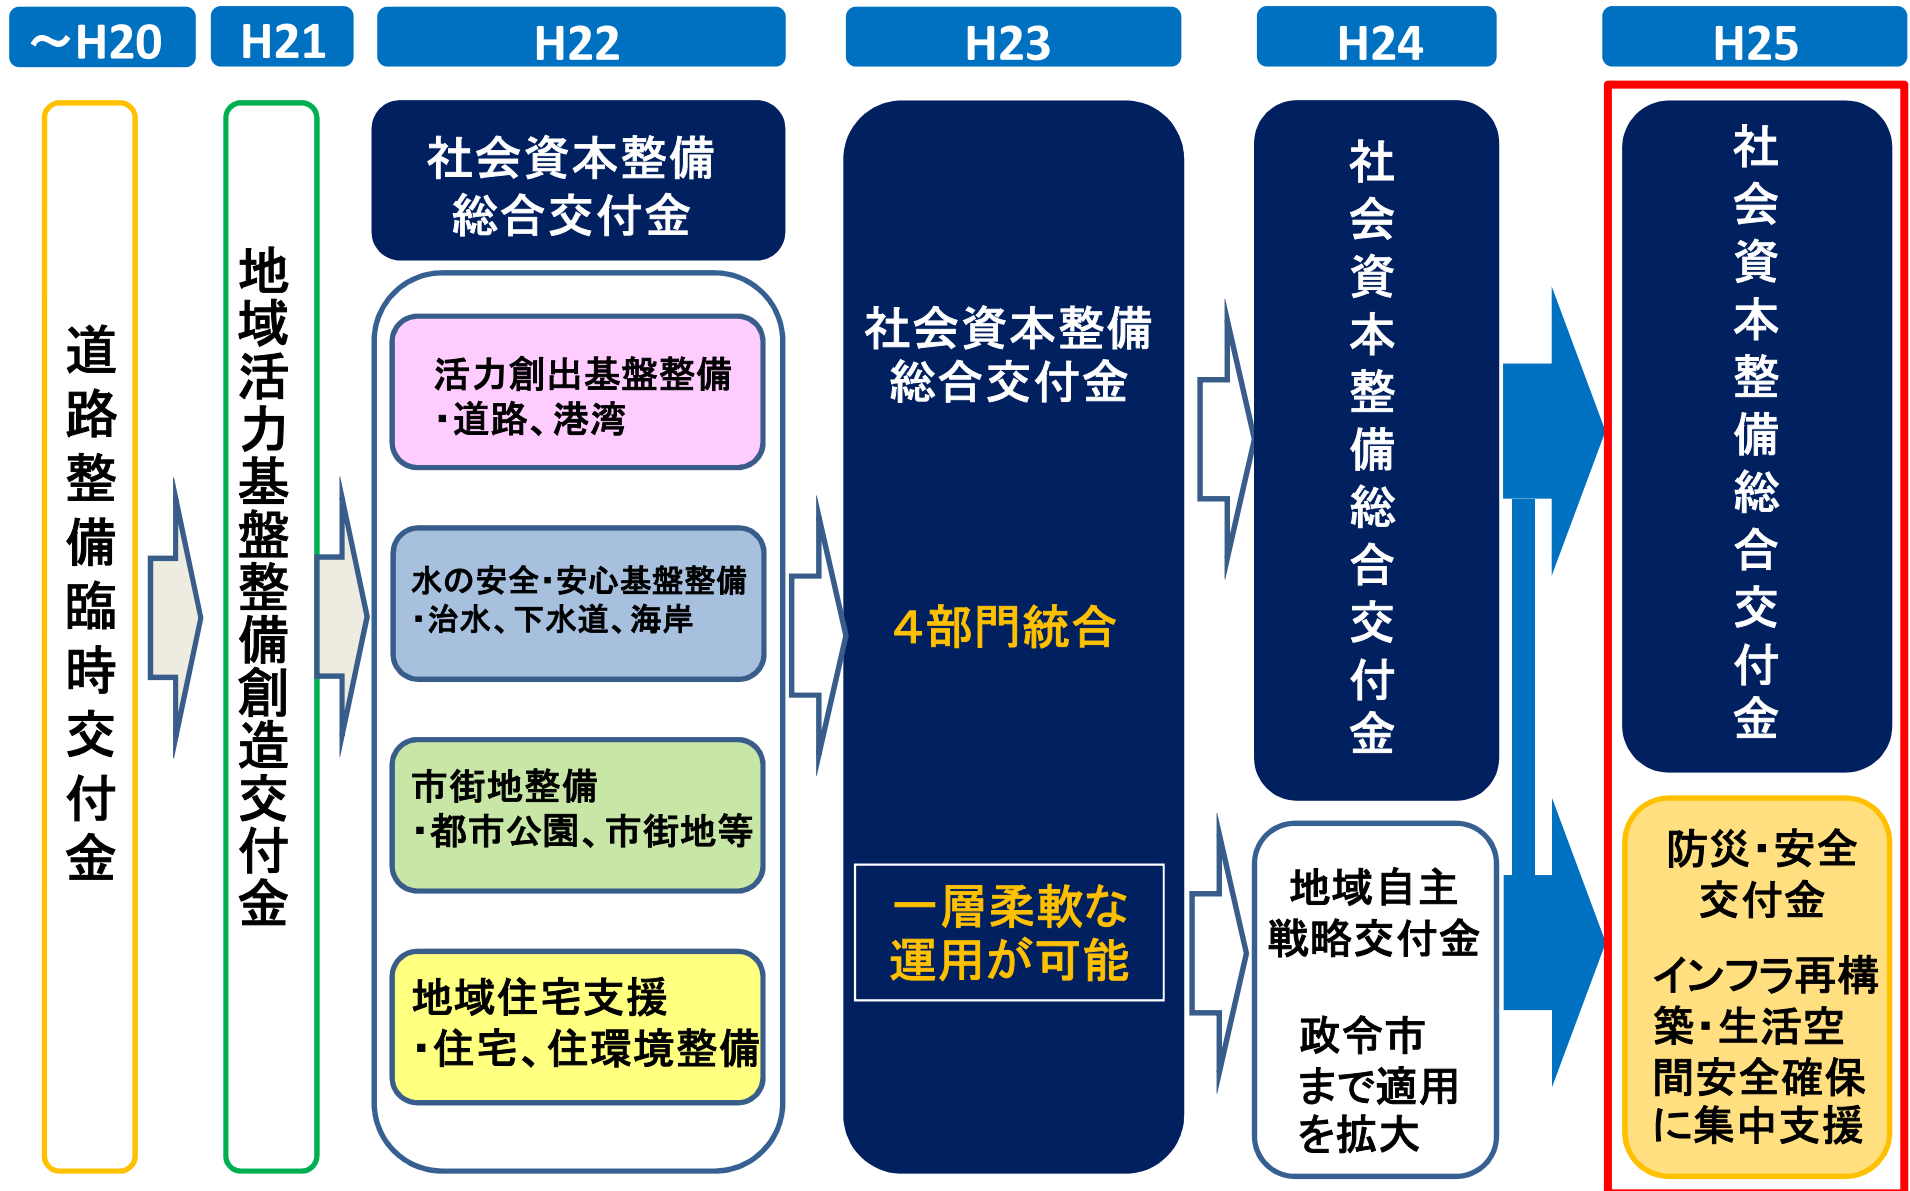 ～H20
H21
H22
H23
H24
H25
道路整備臨時交付金
地域活力基盤整備創造交付金
社会資本整備
総合交付金
活力創出基盤整備
・道路、港湾
水の安全・安心基盤整備
・治水、下水道、海岸
市街地整備
・都市公園、市街地等
地域住宅支援
・住宅、住環境整備
社会資本整備
総合交付金
４部門統合
一層柔軟な
運用が可能
社会資本整備総合交付金
地域自主
戦略交付金
政令市
まで適用
を拡大
社会資本整備総合交付金
防災・安全
交付金
インフラ再構
築・生活空
間安全確保
に集中支援